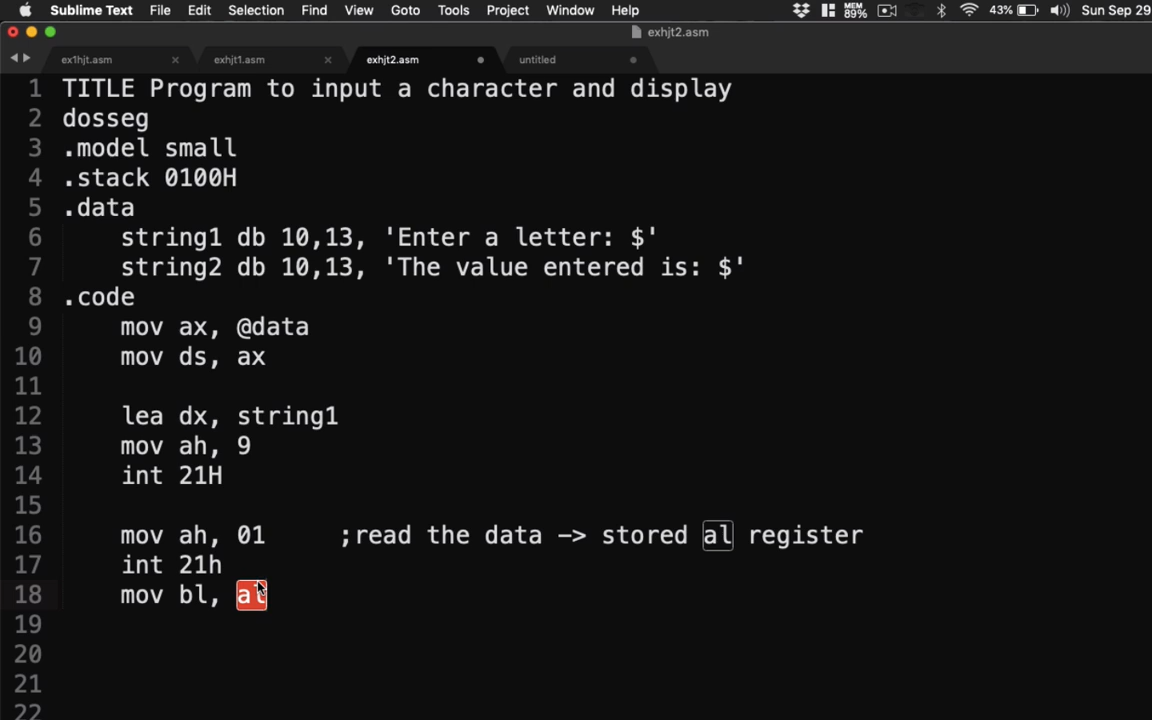 Sublime Text File Edit Selection Find View Goto Tools Project Window Help MEM 89% 43% Sun Sep 29
exhjt2.asm
ex1hjt.asm × exhjt1.asm × exhjt2.asm untitled
1 TITLE Program to input a character and display
2 dosseg
3 .model small
4 .stack 0100H
5 .data
6 string1 db 10,13, 'Enter a letter: $'
7 string2 db 10,13, 'The value entered is: $'
8 .code
9 mov ax, @data
10 mov ds, ax
11
12 lea dx, string1
13 mov ah, 9
14 int 21H
15
16 mov ah, 01 ;read the data -> stored al register
17 int 21h
18 mov bl, al
19
20
21
22